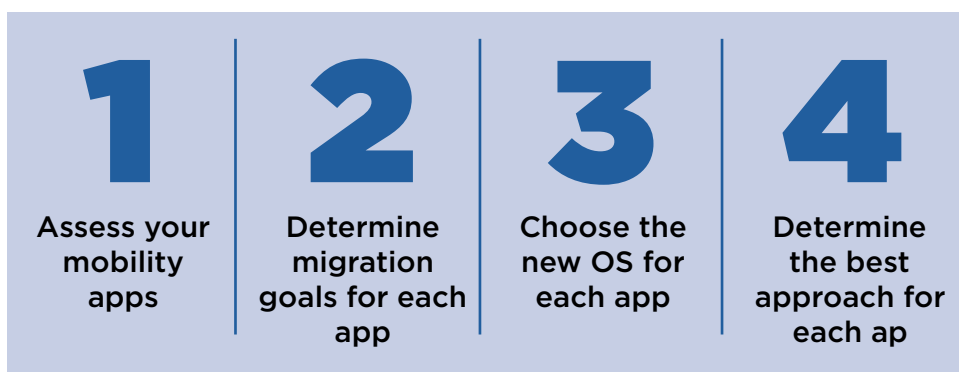 1
Assess your
mobility
apps
2
Determine
migration
goals for each
app
3
Choose the
new OS for
each app
4
Determine
the best
approach for
each ap